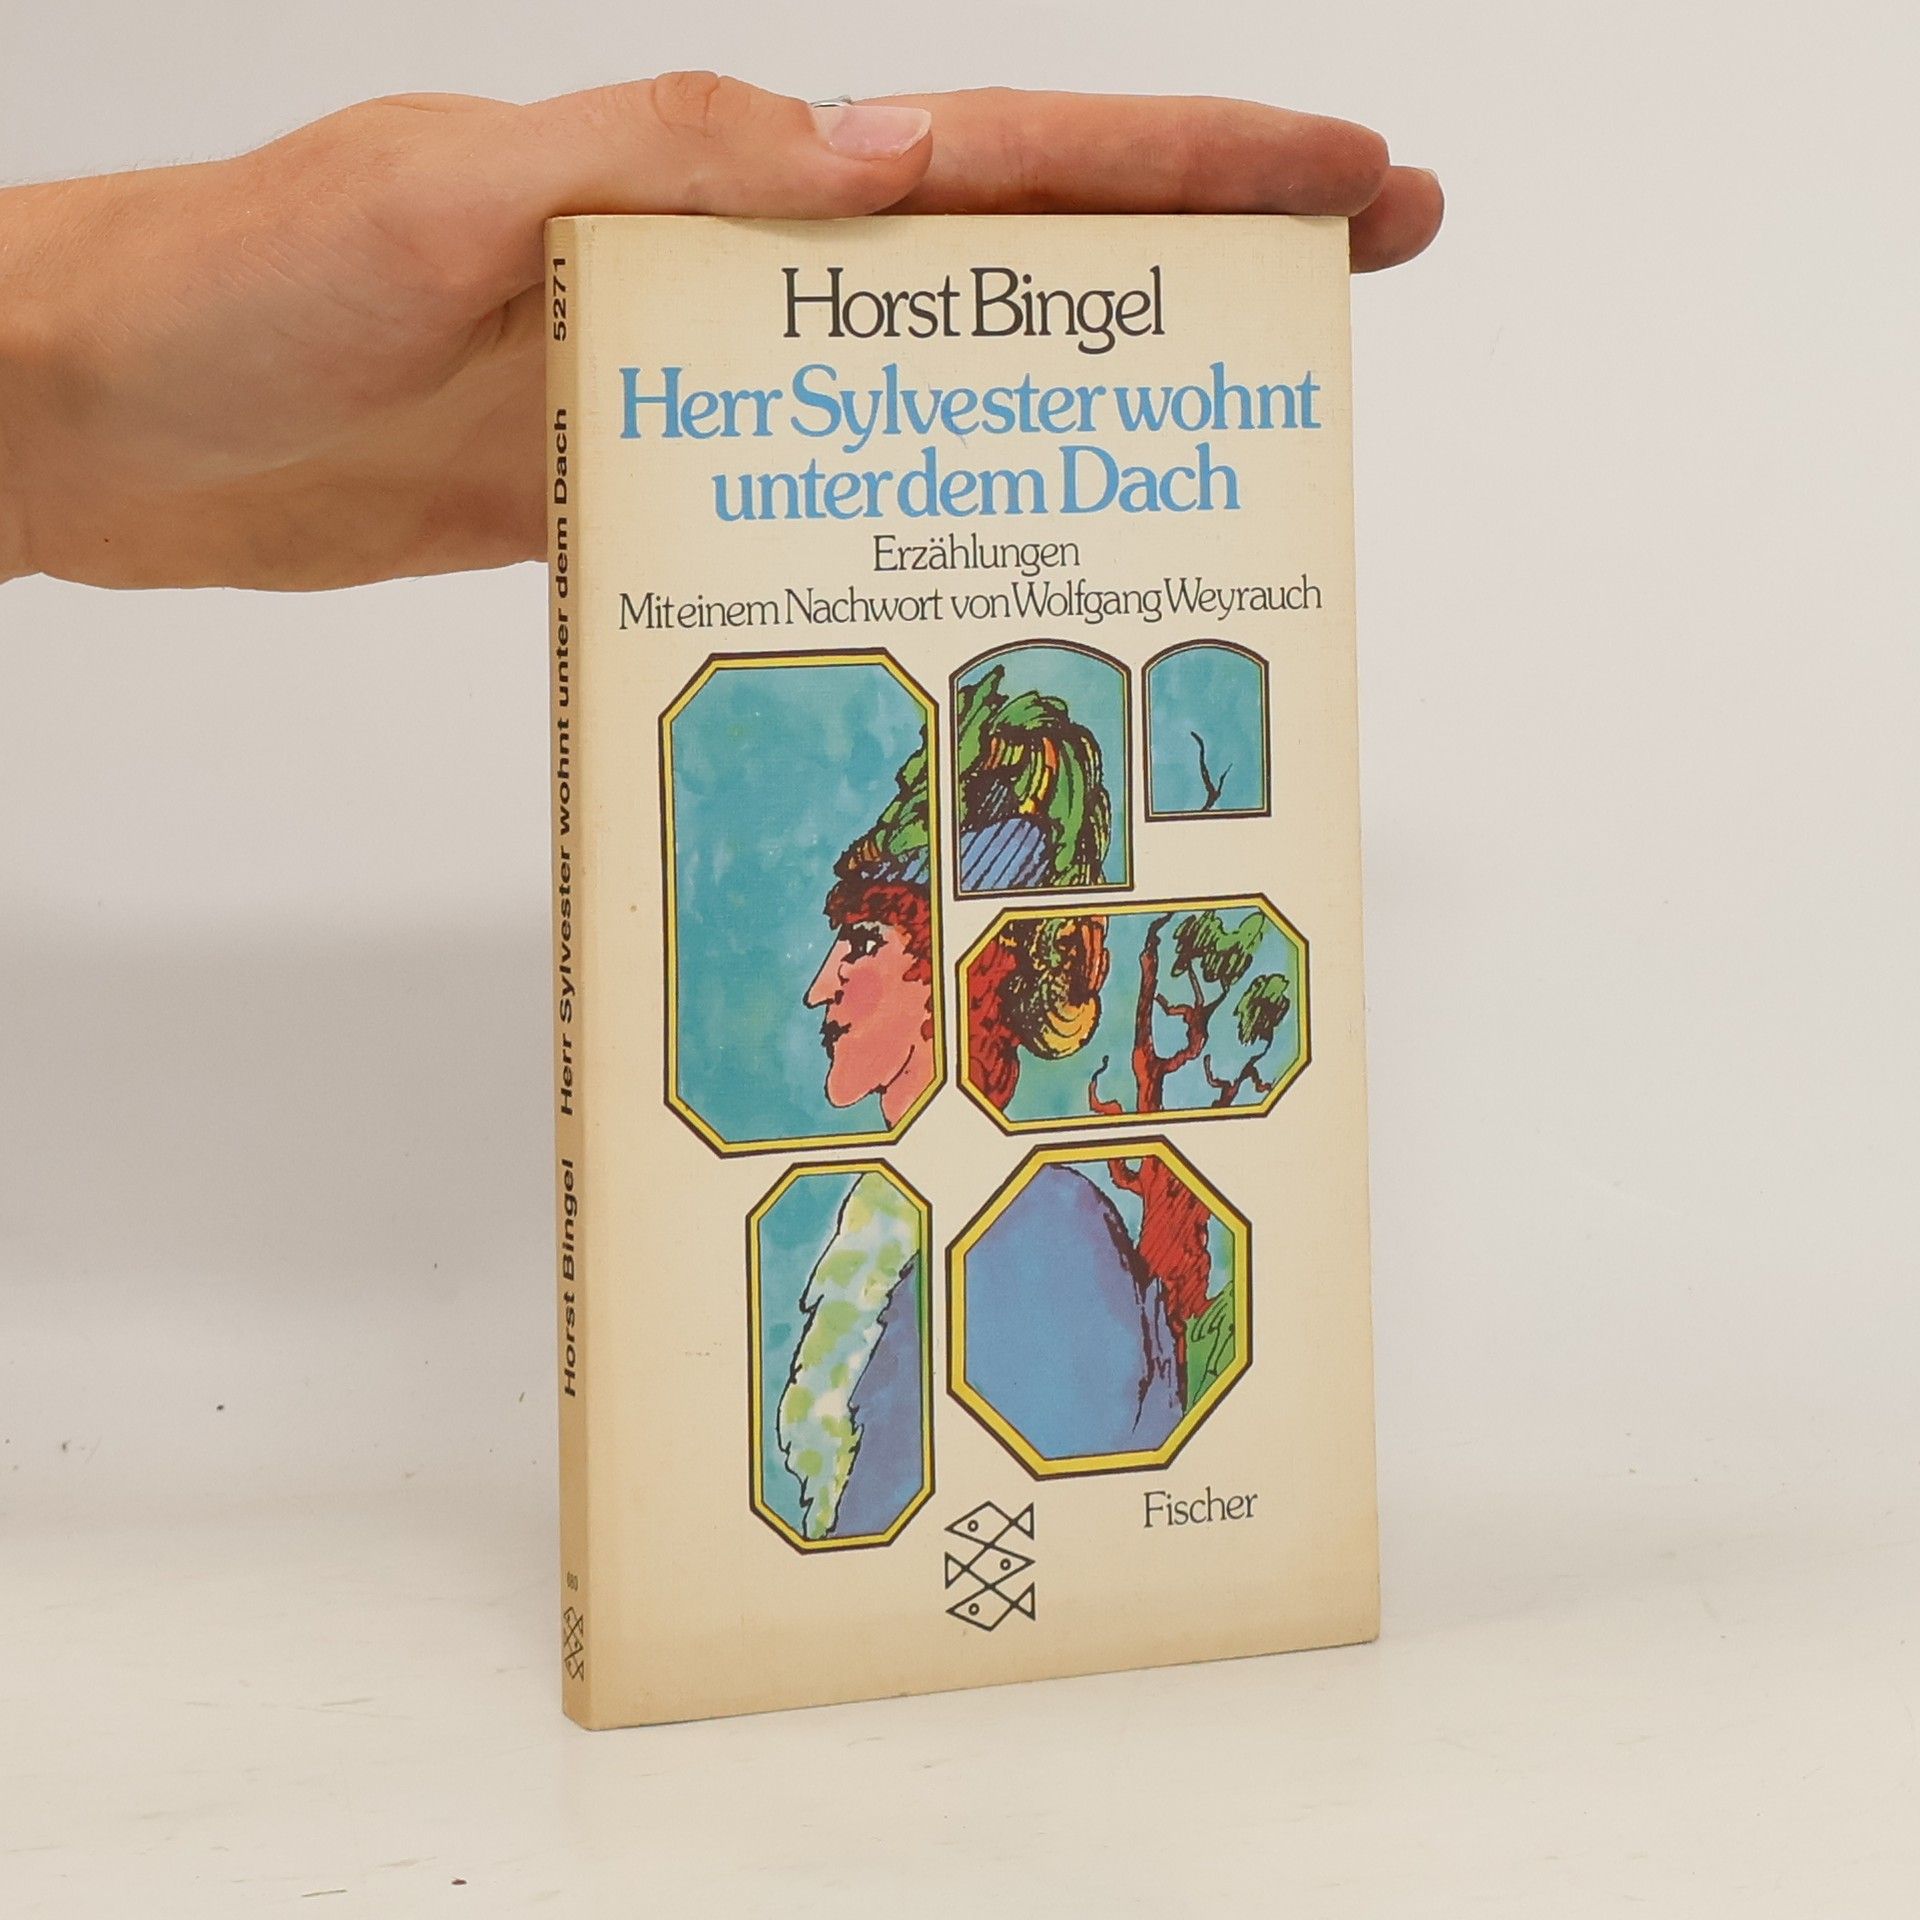 Horst Bingel
Herr Sylvester wohnt
unter dem Dach
Erzählungen
Mit einem Nachwort von Wolfgang Weyrauch
Fischer
Horst Bingel Herr Sylvester wohnt unter dem Dach 5271